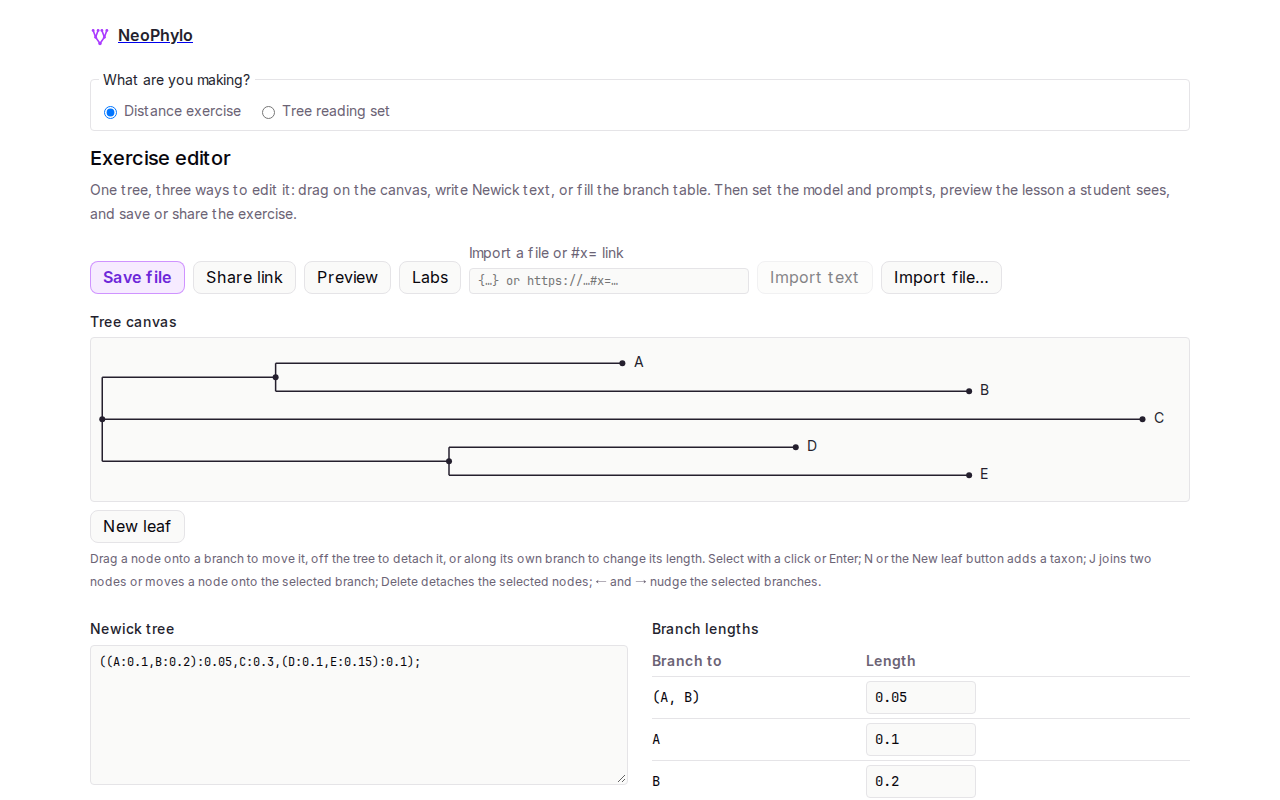 NeoPhylo
What are you making?
Distance exercise Tree reading set
Exercise editor
One tree, three ways to edit it: drag on the canvas, write Newick text, or fill the branch table. Then set the model and prompts, preview the lesson a student sees,
and save or share the exercise.
Import a file or #x= link
Save file Share link Preview Labs {…} or https://…#x=… Import text Import file…
Tree canvas
A
B
C
D
E
New leaf
Drag a node onto a branch to move it, off the tree to detach it, or along its own branch to change its length. Select with a click or Enter; N or the New leaf button adds a taxon; J joins two
nodes or moves a node onto the selected branch; Delete detaches the selected nodes; ← and → nudge the selected branches.
Newick tree
((A:0.1,B:0.2):0.05,C:0.3,(D:0.1,E:0.15):0.1);
Branch lengths
Branch to Length
(A, B) 0.05
A 0.1
B 0.2